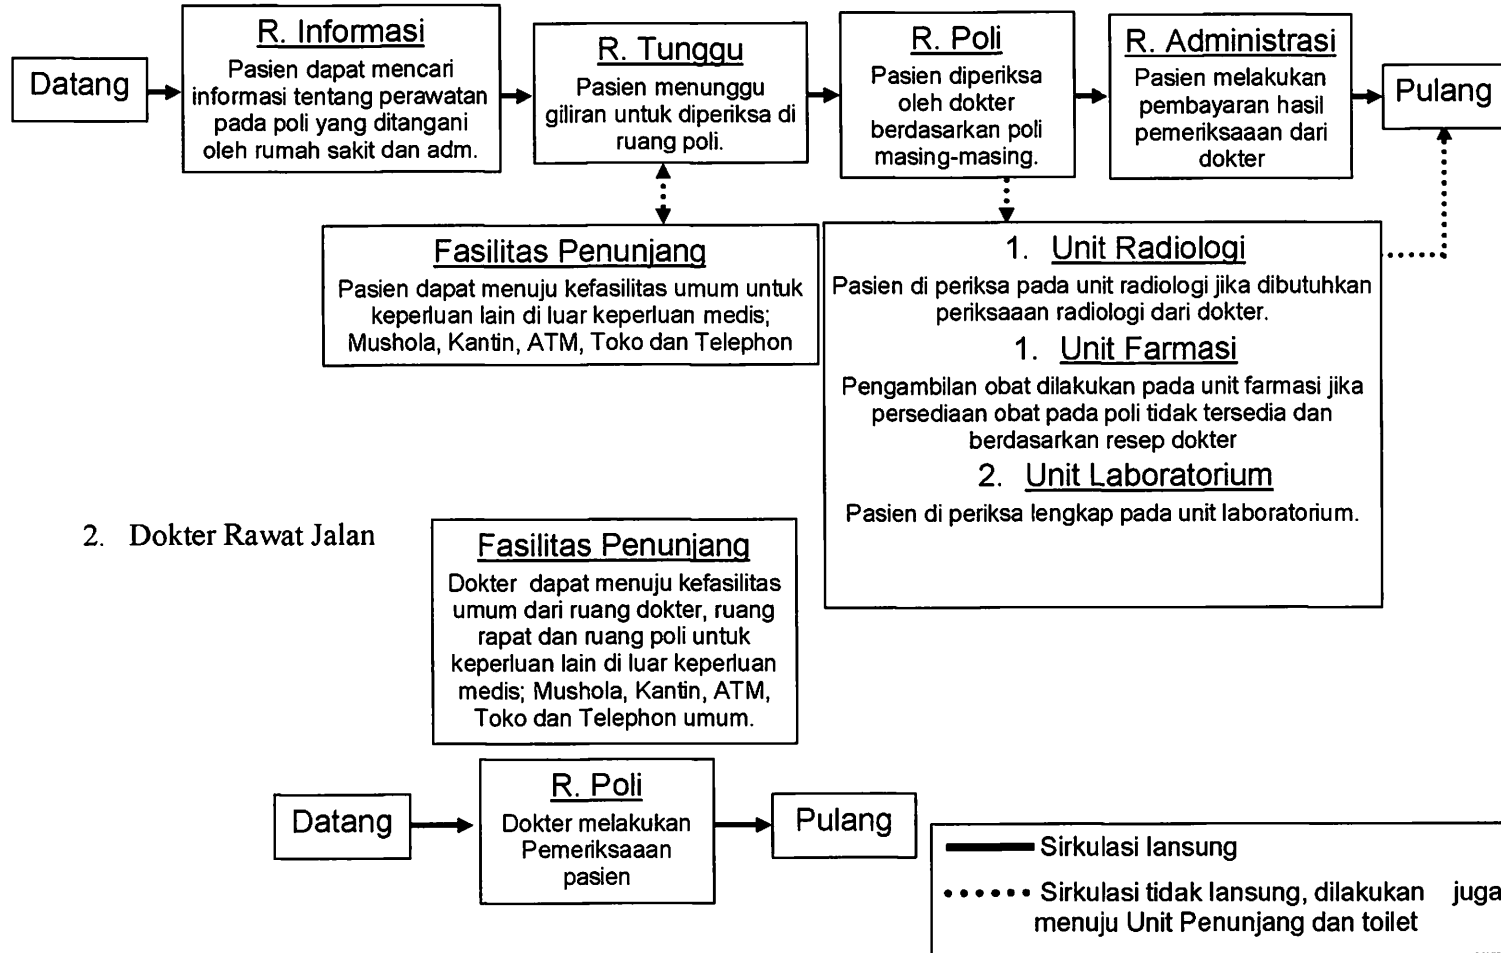 Datang
R. Informasi
Pasien dapat mencari
informasi tentang perawatan
pada poli yang ditangani
oleh rumah sakit dan adm.
R. Tunggu
Pasien menunggu
giliran untuk diperiksa di
ruang poli.
R. Poli
Pasien diperiksa
oleh dokter
berdasarkan poli
masing-masing.
R. Administrasi
Pasien melakukan
pembayaran hasil
pemeriksaaan dari
dokter
Pulang
Fasilitas Penunjang
Pasien dapat menuju kefasilitas umum untuk
keperluan lain di luar keperluan medis;
Mushola, Kantin, ATM, Toko dan Telephon
1. Unit Radiologi
Pasien di periksa pada unit radiologi jika dibutuhkan
periksaaan radiologi dari dokter.
1. Unit Farmasi
Pengambilan obat dilakukan pada unit farmasi jika
persediaan obat pada poli tidak tersedia dan
berdasarkan resep dokter
2. Unit Laboratorium
Pasien di periksa lengkap pada unit laboratorium.
2. Dokter Rawat Jalan
Fasilitas Penunjang
Dokter dapat menuju kefasilitas
umum dari ruang dokter, ruang
rapat dan ruang poli untuk
keperluan lain di luar keperluan
medis; Mushola, Kantin, ATM,
Toko dan Telephon umum.
Datang
R. Poli
Dokter melakukan
Pemeriksaaan
pasien
Pulang
Sirkulasi lansung
Sirkulasi tidak lansung, dilakukan juga
menuju Unit Penunjang dan toilet